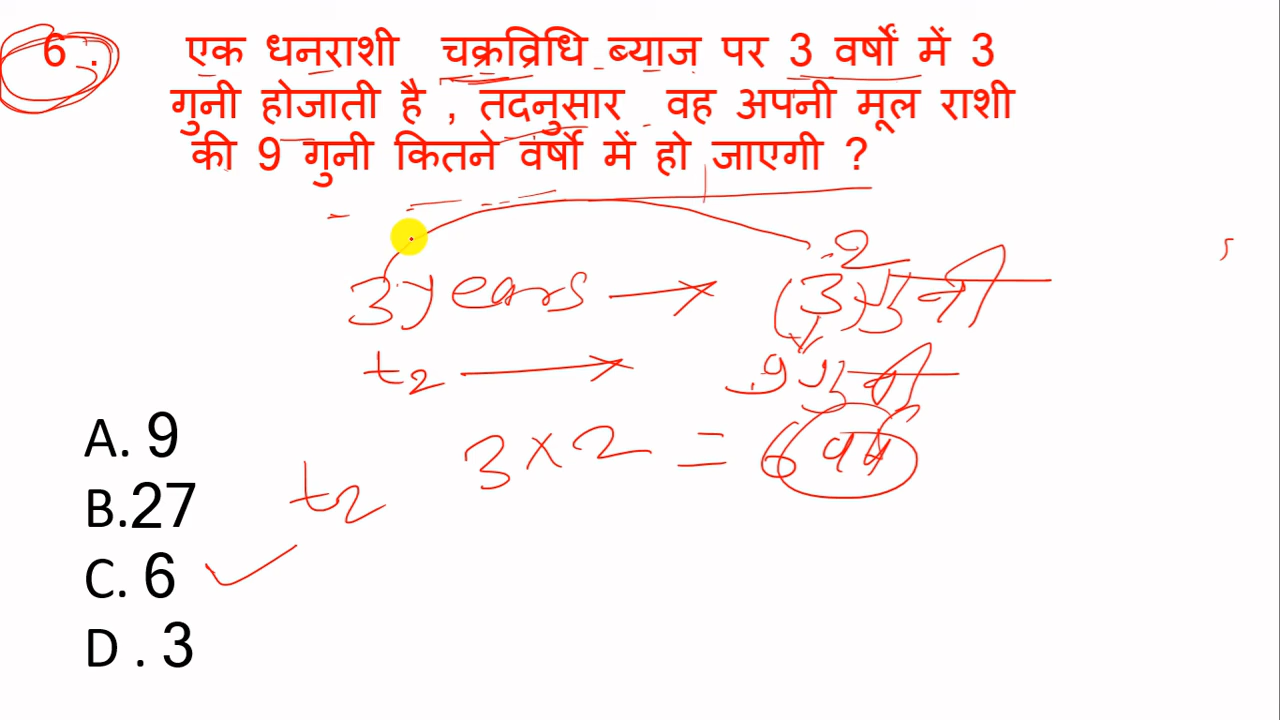 6 . एक धनराशी चक्रविधि ब्याज पर 3 वर्षों में 3
गुनी होजाती है , तदनुसार वह अपनी मूल राशी
की 9 गुनी कितने वर्षो में हो जाएगी ?
3 years → (3)² गुनी
t₂ → 9 गुनी
3 × 2 = 6 वर्ष
t₂
A. 9
B.27
C. 6
D . 3